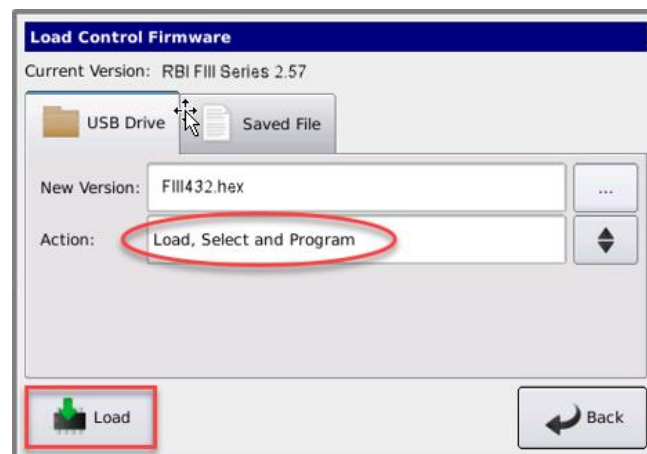 Load Control Firmware
Current Version: RBI FIII Series 2.57
USB Drive Saved File
New Version: FIII432.hex ...
Action: Load, Select and Program
Load Back